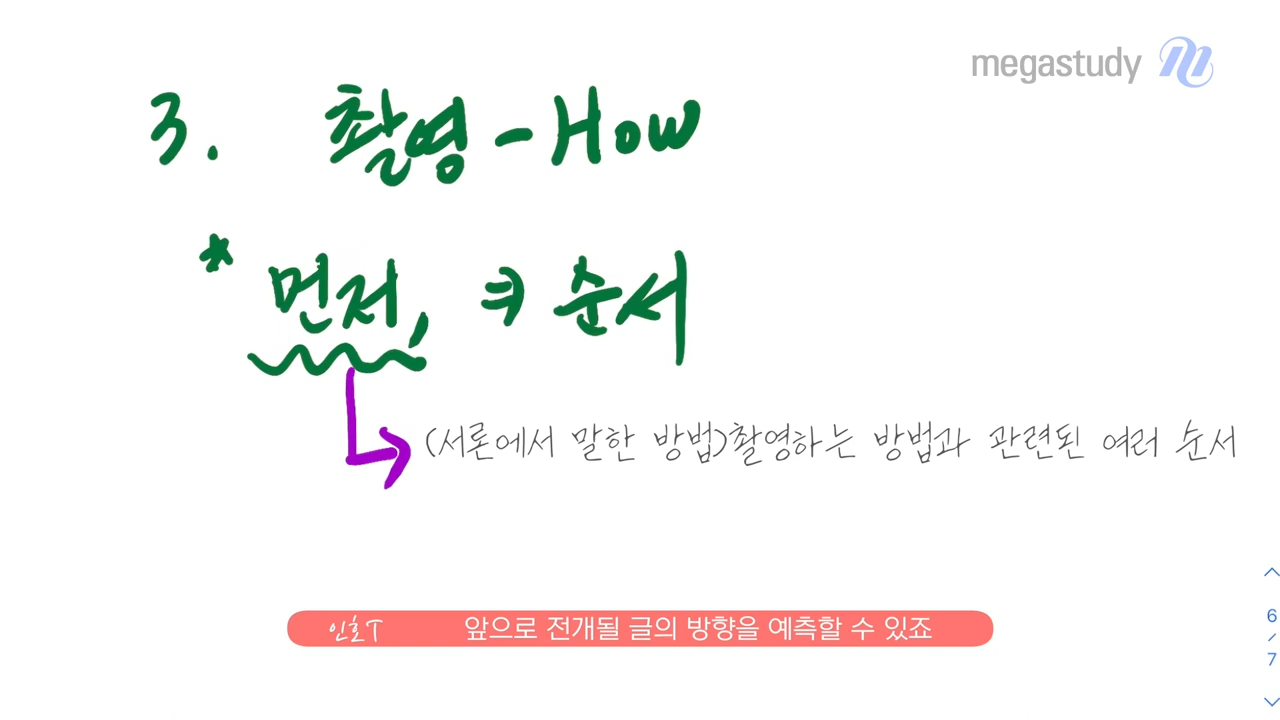 megastudy
3. 촬영 - How
* 먼저, ㅋ 순서
(서론에서 말한 방법)촬영하는 방법과 관련된 여러 순서
인호T 앞으로 전개될 글의 방향을 예측할 수 있죠
6
/
7